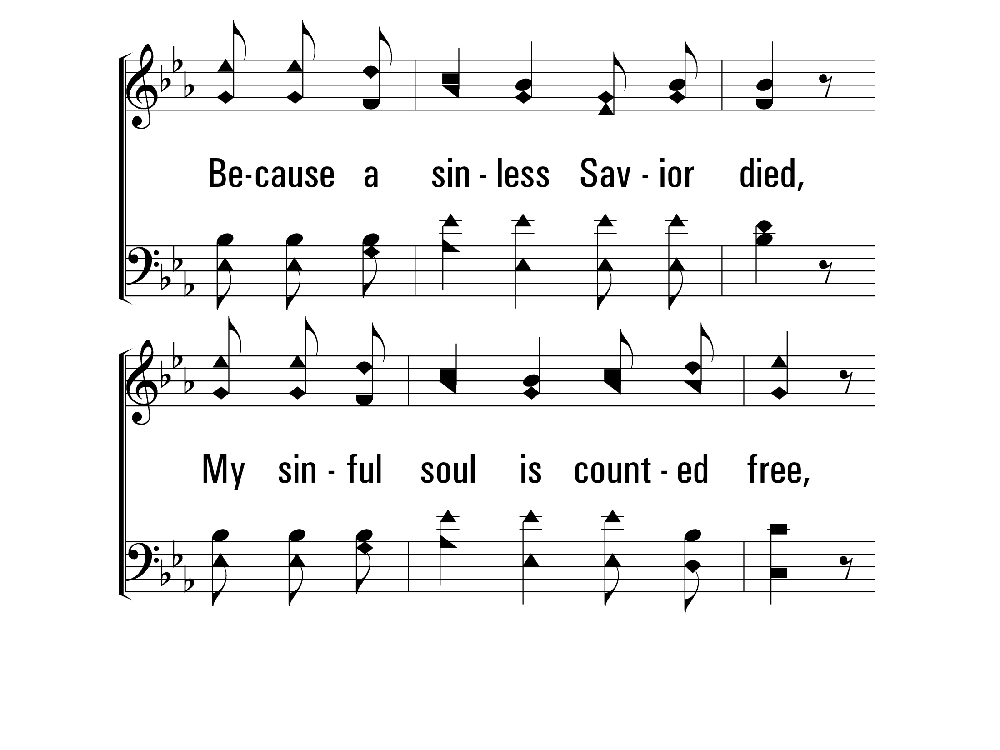 Be-cause a sin - less Sav - ior died,
My sin - ful soul is count - ed free,